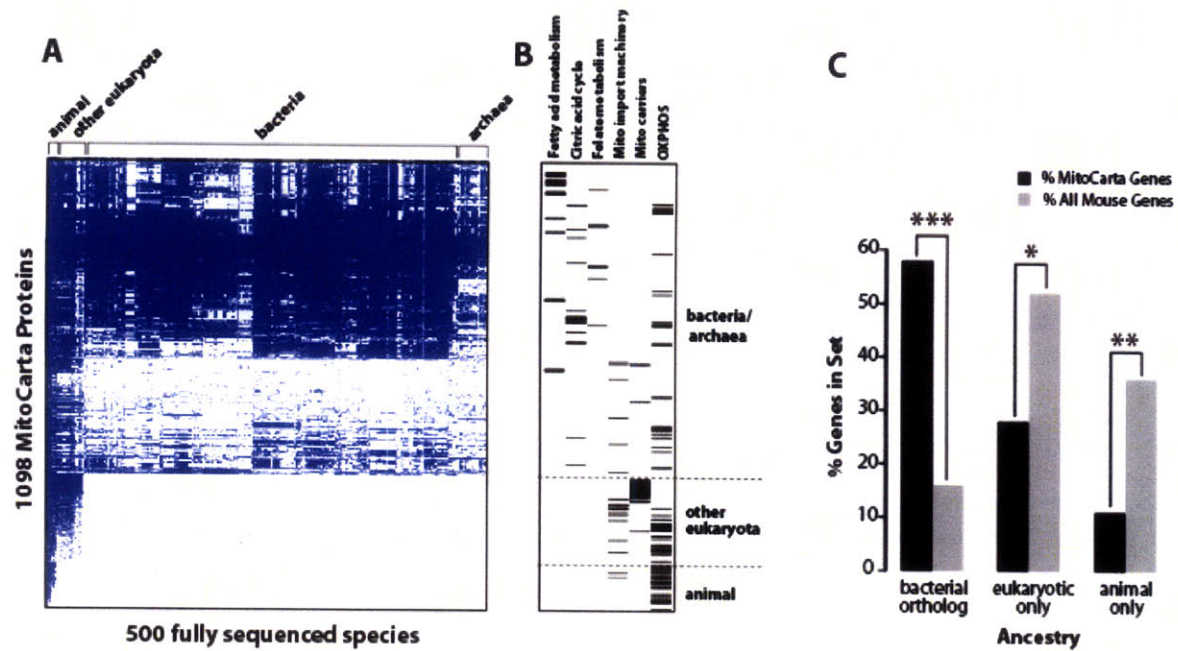 A
animal
other eukaryota
bacteria
archaea
1098 MitoCarta Proteins
500 fully sequenced species
B
Fatty acid metabolism
Citric acid cycle
Folate metabolism
Mito import machinery
Mito carriers
OXPHOS
bacteria/
archaea
other
eukaryota
animal
C
% MitoCarta Genes
% All Mouse Genes
***
*
**
% Genes in Set
60
50
40
30
20
10
0
bacterial
ortholog
eukaryotic
only
animal
only
Ancestry